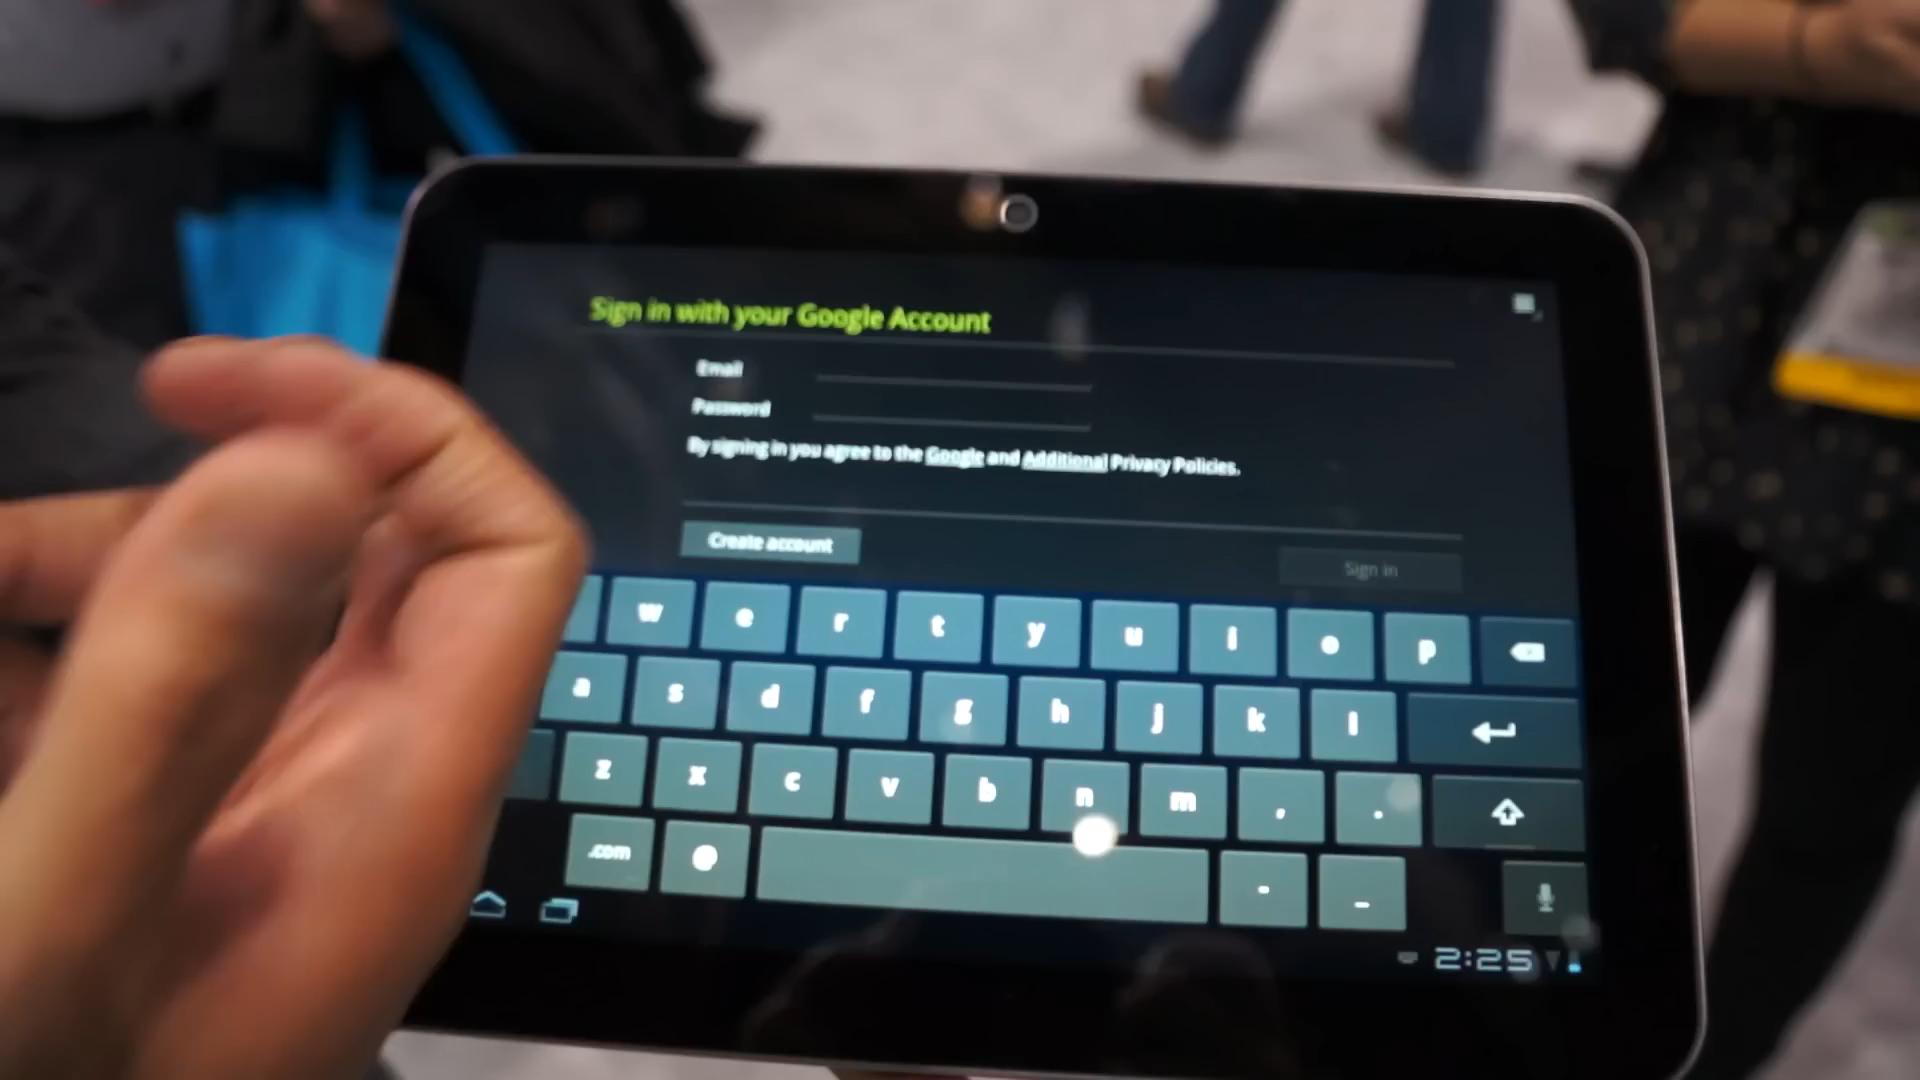 Sign in with your Google Account
Email
Password
By signing in you agree to the Google and Additional Privacy Policies.
Create account
Sign in
w e r t y u i o p
a s d f g h j k l
z x c v b n m , .
.com @ - _
2:25